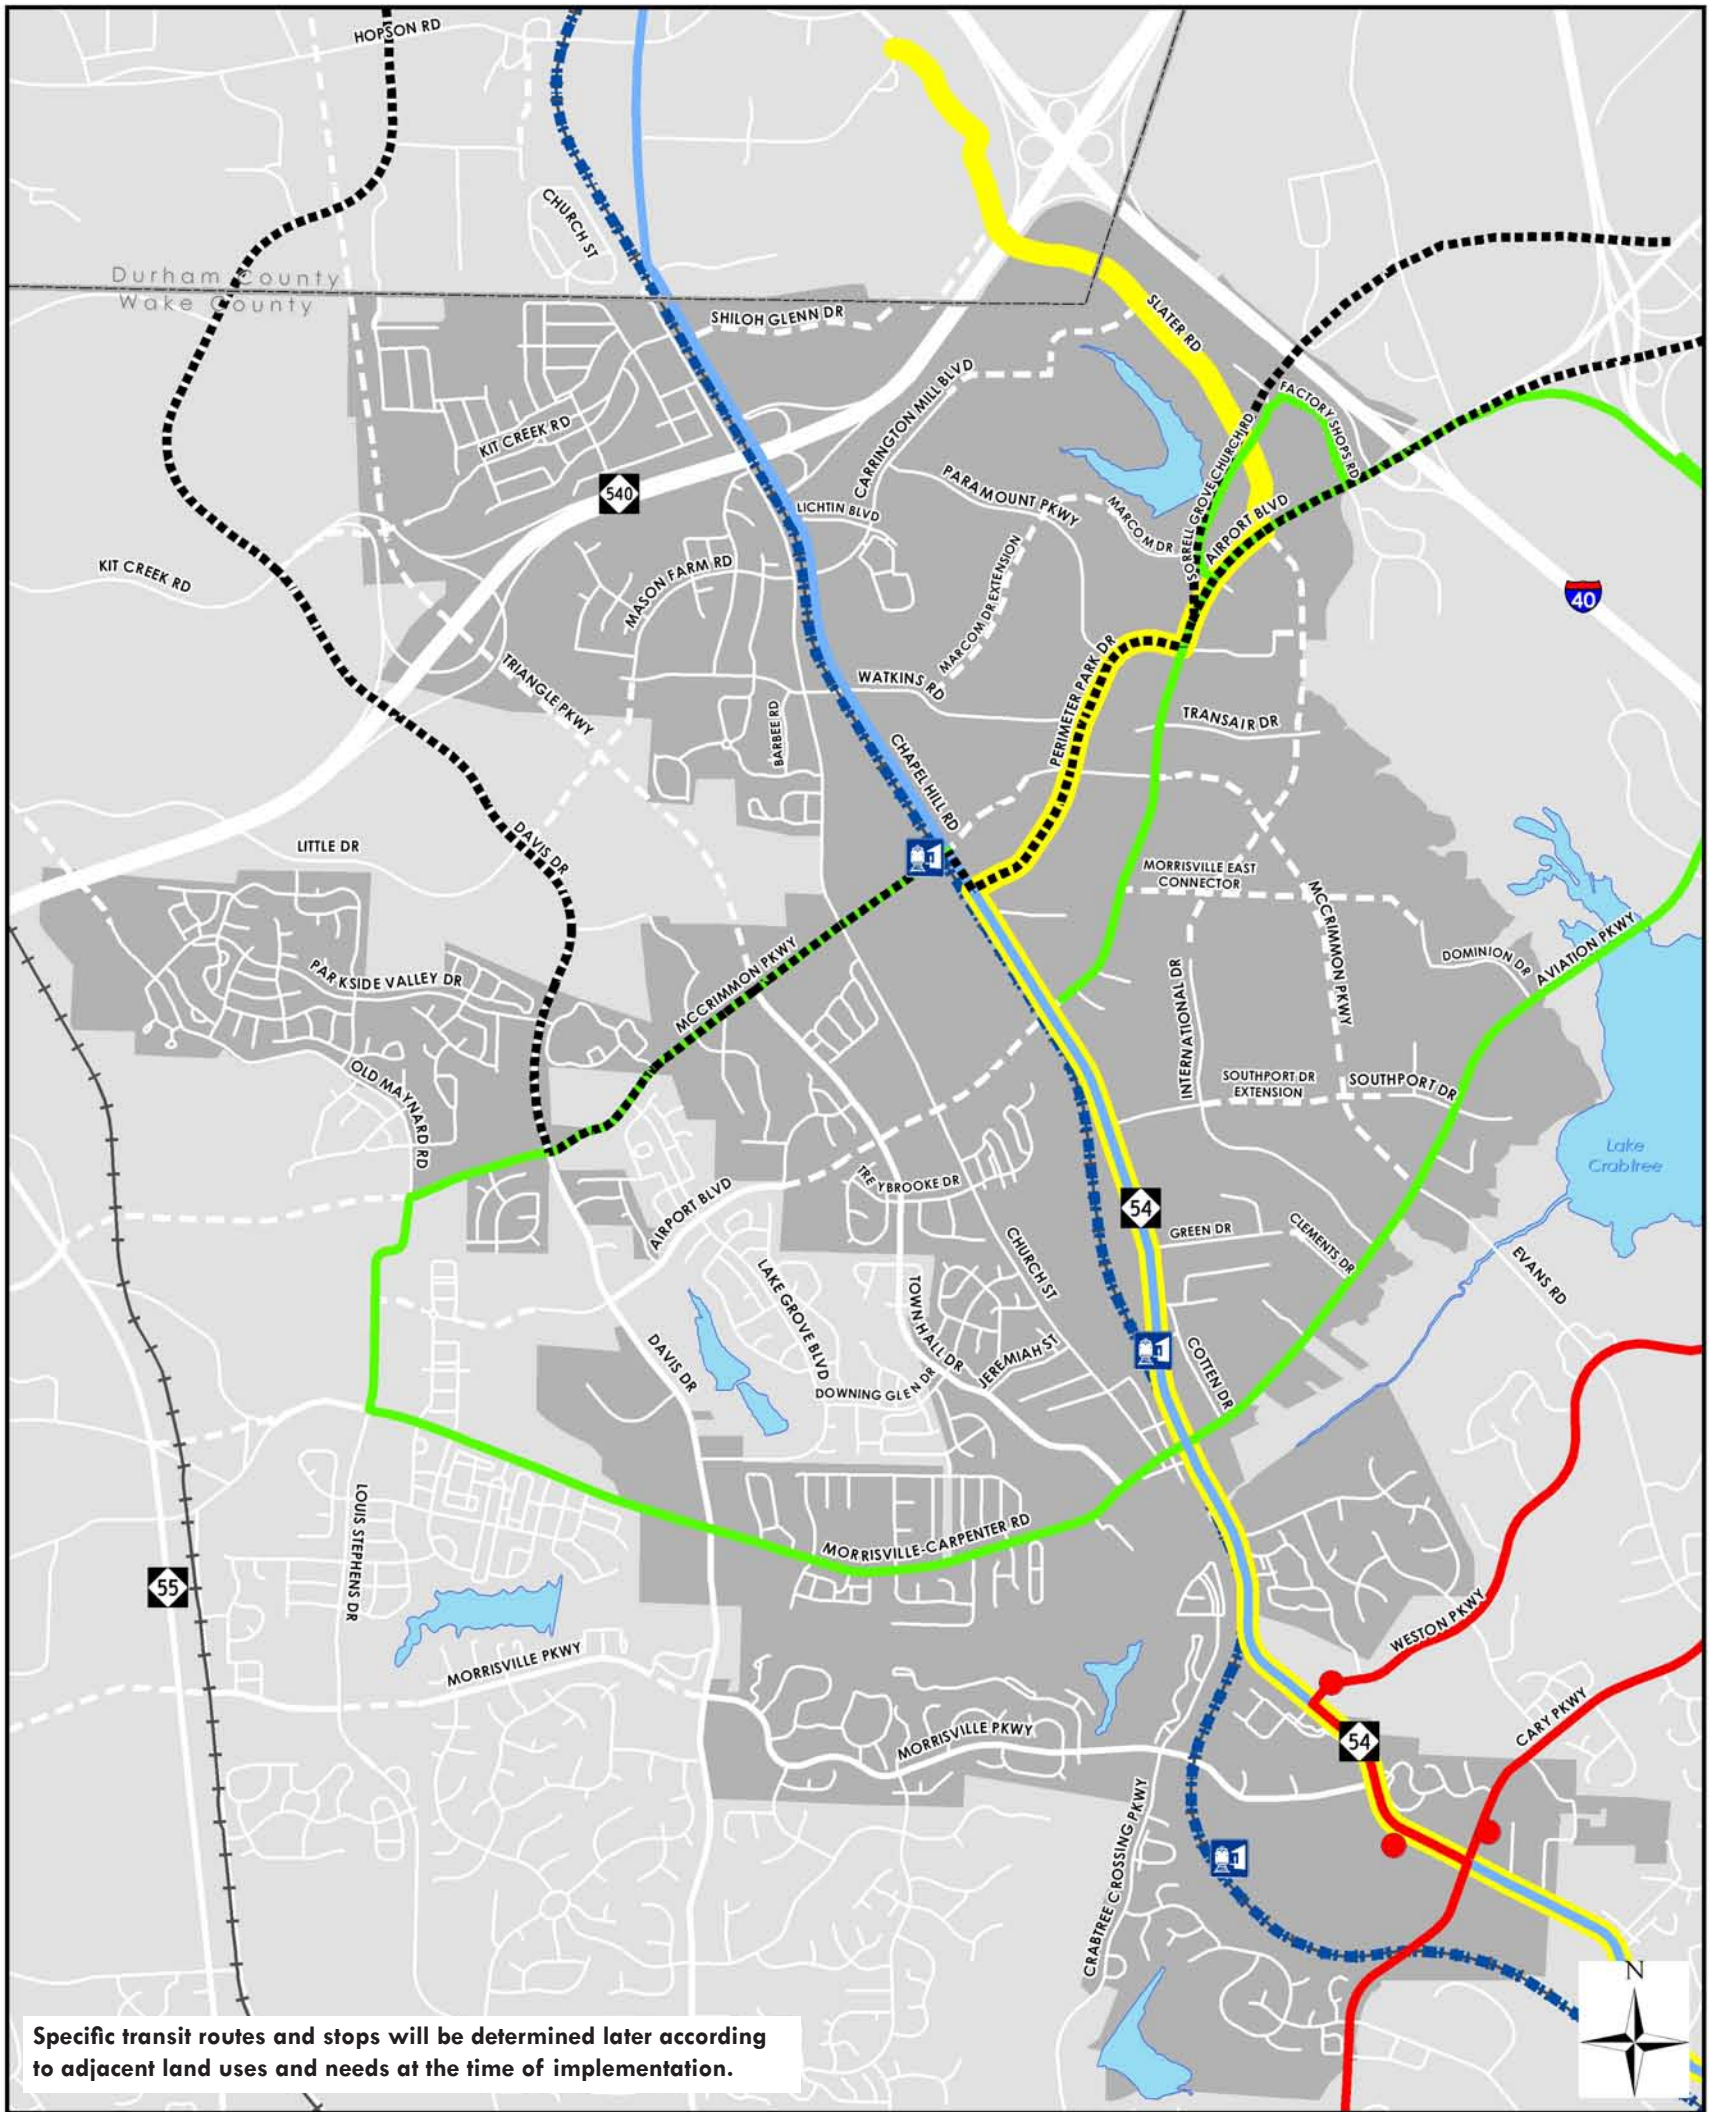 HOPSON RD
CHURCH ST
Durham County
Wake County
SHILOH GLENN DR
SLATER RD
FACTORY SHOPS RD
CARRINGTON MILL BLVD
SORRELL GROVE CHURCH RD
KIT CREEK RD
540
PARAMOUNT PKWY
LICHTIN BLVD
MARCOM DR
AIRPORT BLVD
KIT CREEK RD
MASON FARM RD
MARCOM DR EXTENSION
40
TRIANGLE PKWY
WATKINS RD
PERIMETER PARK DR
BARBEE RD
TRANSAIR DR
CHAPEL HILL RD
LITTLE DR
DAVIS DR
MORRISVILLE EAST
CONNECTOR
MCCRIMMON PKWY
PARKSIDE VALLEY DR
MCCRIMMON PKWY
DOMINION DR
AVIATION PKWY
INTERNATIONAL DR
OLD MAYNARD RD
SOUTHPORT DR
EXTENSION
SOUTHPORT DR
Lake
Crabtree
TREYBROOKE DR
AIRPORT BLVD
54
GREEN DR
CLEMENTS DR
CHURCH ST
EVANS RD
LAKE GROVE BLVD
TOWN HALL DR
DAVIS DR
JEREMIAH ST
COTTEN DR
DOWNING GLEN DR
LOUIS STEPHENS DR
MORRISVILLE-CARPENTER RD
55
WESTON PKWY
MORRISVILLE PKWY
CARY PKWY
MORRISVILLE PKWY
54
CRABTREE CROSSING PKWY
N
Specific transit routes and stops will be determined later according
to adjacent land uses and needs at the time of implementation.